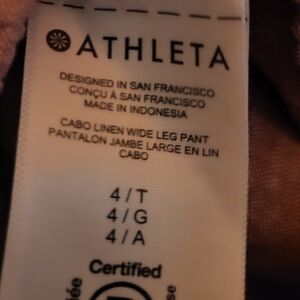 ATHLETA
DESIGNED IN SAN FRANCISCO
CONÇU À SAN FRANCISCO
MADE IN INDONESIA
CABO LINEN WIDE LEG PANT
PANTALON JAMBE LARGE EN LIN
CABO
4 / T
4 / G
4 / A
Certified